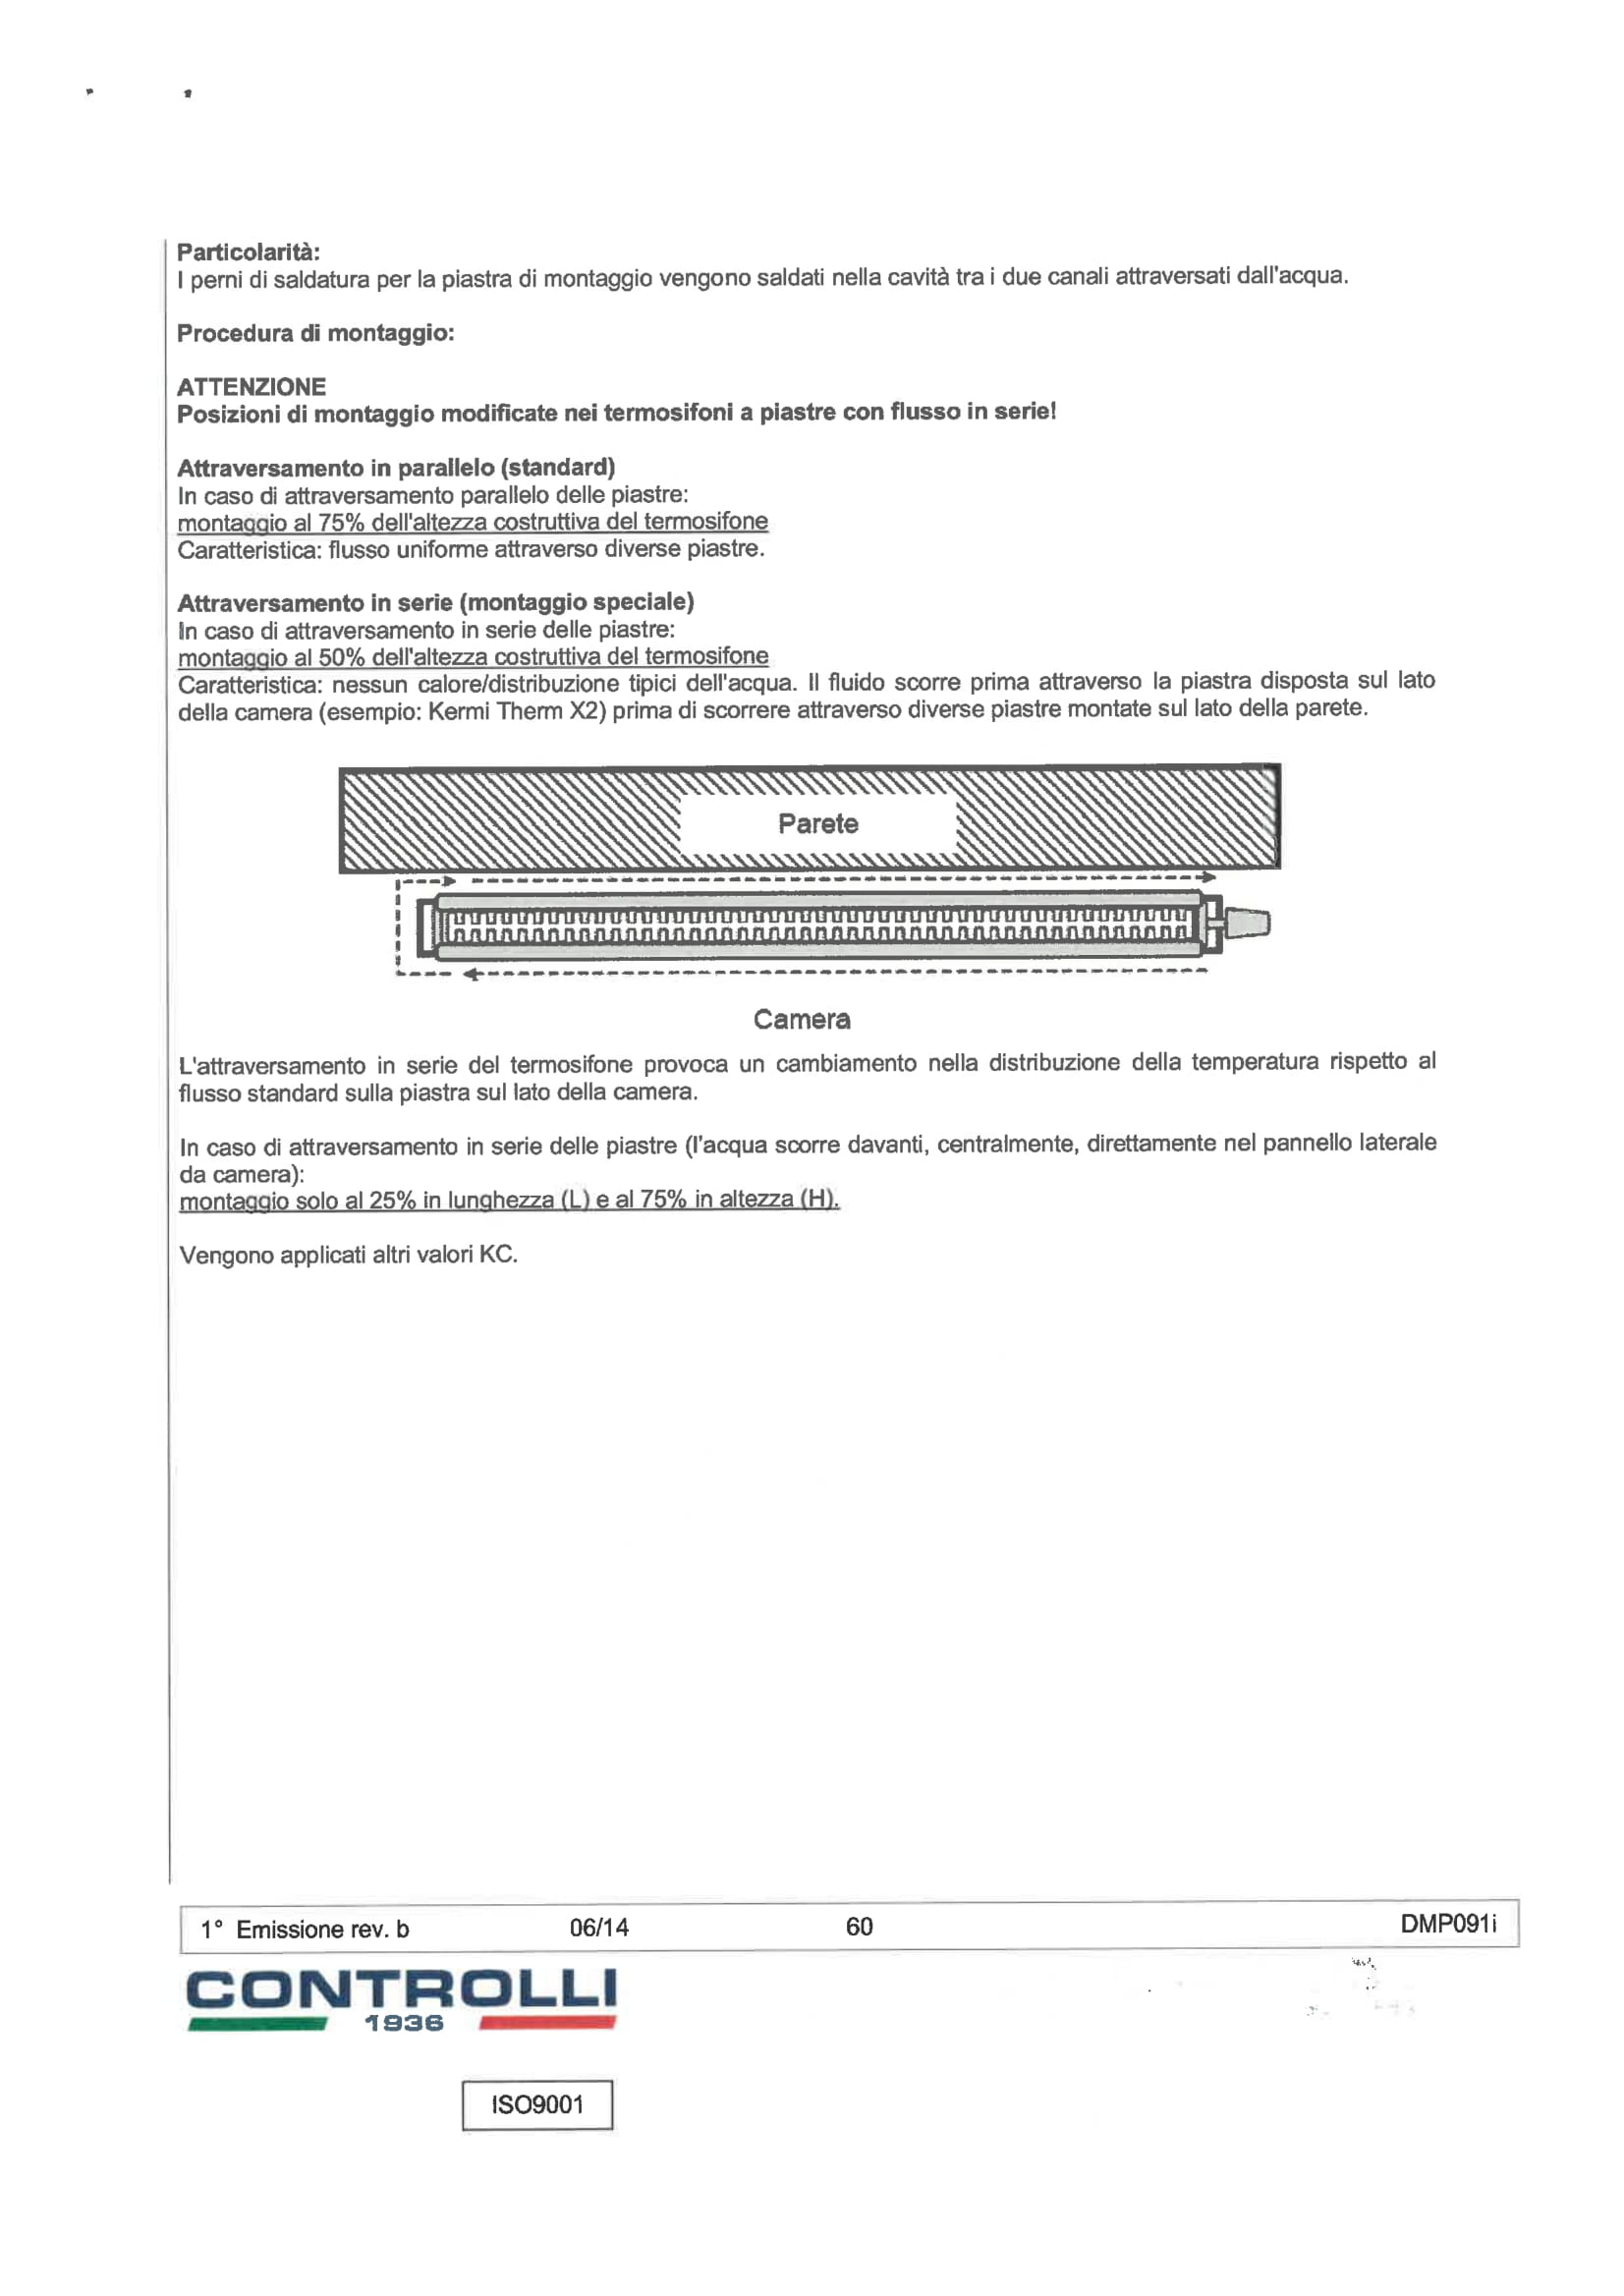 Particolarità:
I perni di saldatura per la piastra di montaggio vengono saldati nella cavità tra i due canali attraversati dall'acqua.
Procedura di montaggio:
ATTENZIONE
Posizioni di montaggio modificate nei termosifoni a piastre con flusso in serie!
Attraversamento in parallelo (standard)
In caso di attraversamento parallelo delle piastre:
montaggio al 75% dell'altezza costruttiva del termosifone
Caratteristica: flusso uniforme attraverso diverse piastre.
Attraversamento in serie (montaggio speciale)
In caso di attraversamento in serie delle piastre:
montaggio al 50% dell'altezza costruttiva del termosifone
Caratteristica: nessun calore/distribuzione tipici dell'acqua. Il fluido scorre prima attraverso la piastra disposta sul lato
della camera (esempio: Kermi Therm X2) prima di scorrere attraverso diverse piastre montate sul lato della parete.
Parete
Camera
L'attraversamento in serie del termosifone provoca un cambiamento nella distribuzione della temperatura rispetto al
flusso standard sulla piastra sul lato della camera.
In caso di attraversamento in serie delle piastre (l'acqua scorre davanti, centralmente, direttamente nel pannello laterale
da camera):
montaggio solo al 25% in lunghezza (L) e al 75% in altezza (H).
Vengono applicati altri valori KC.
1° Emissione rev. b 06/14 60 DMP091i
CONTROLLI
1936
ISO9001